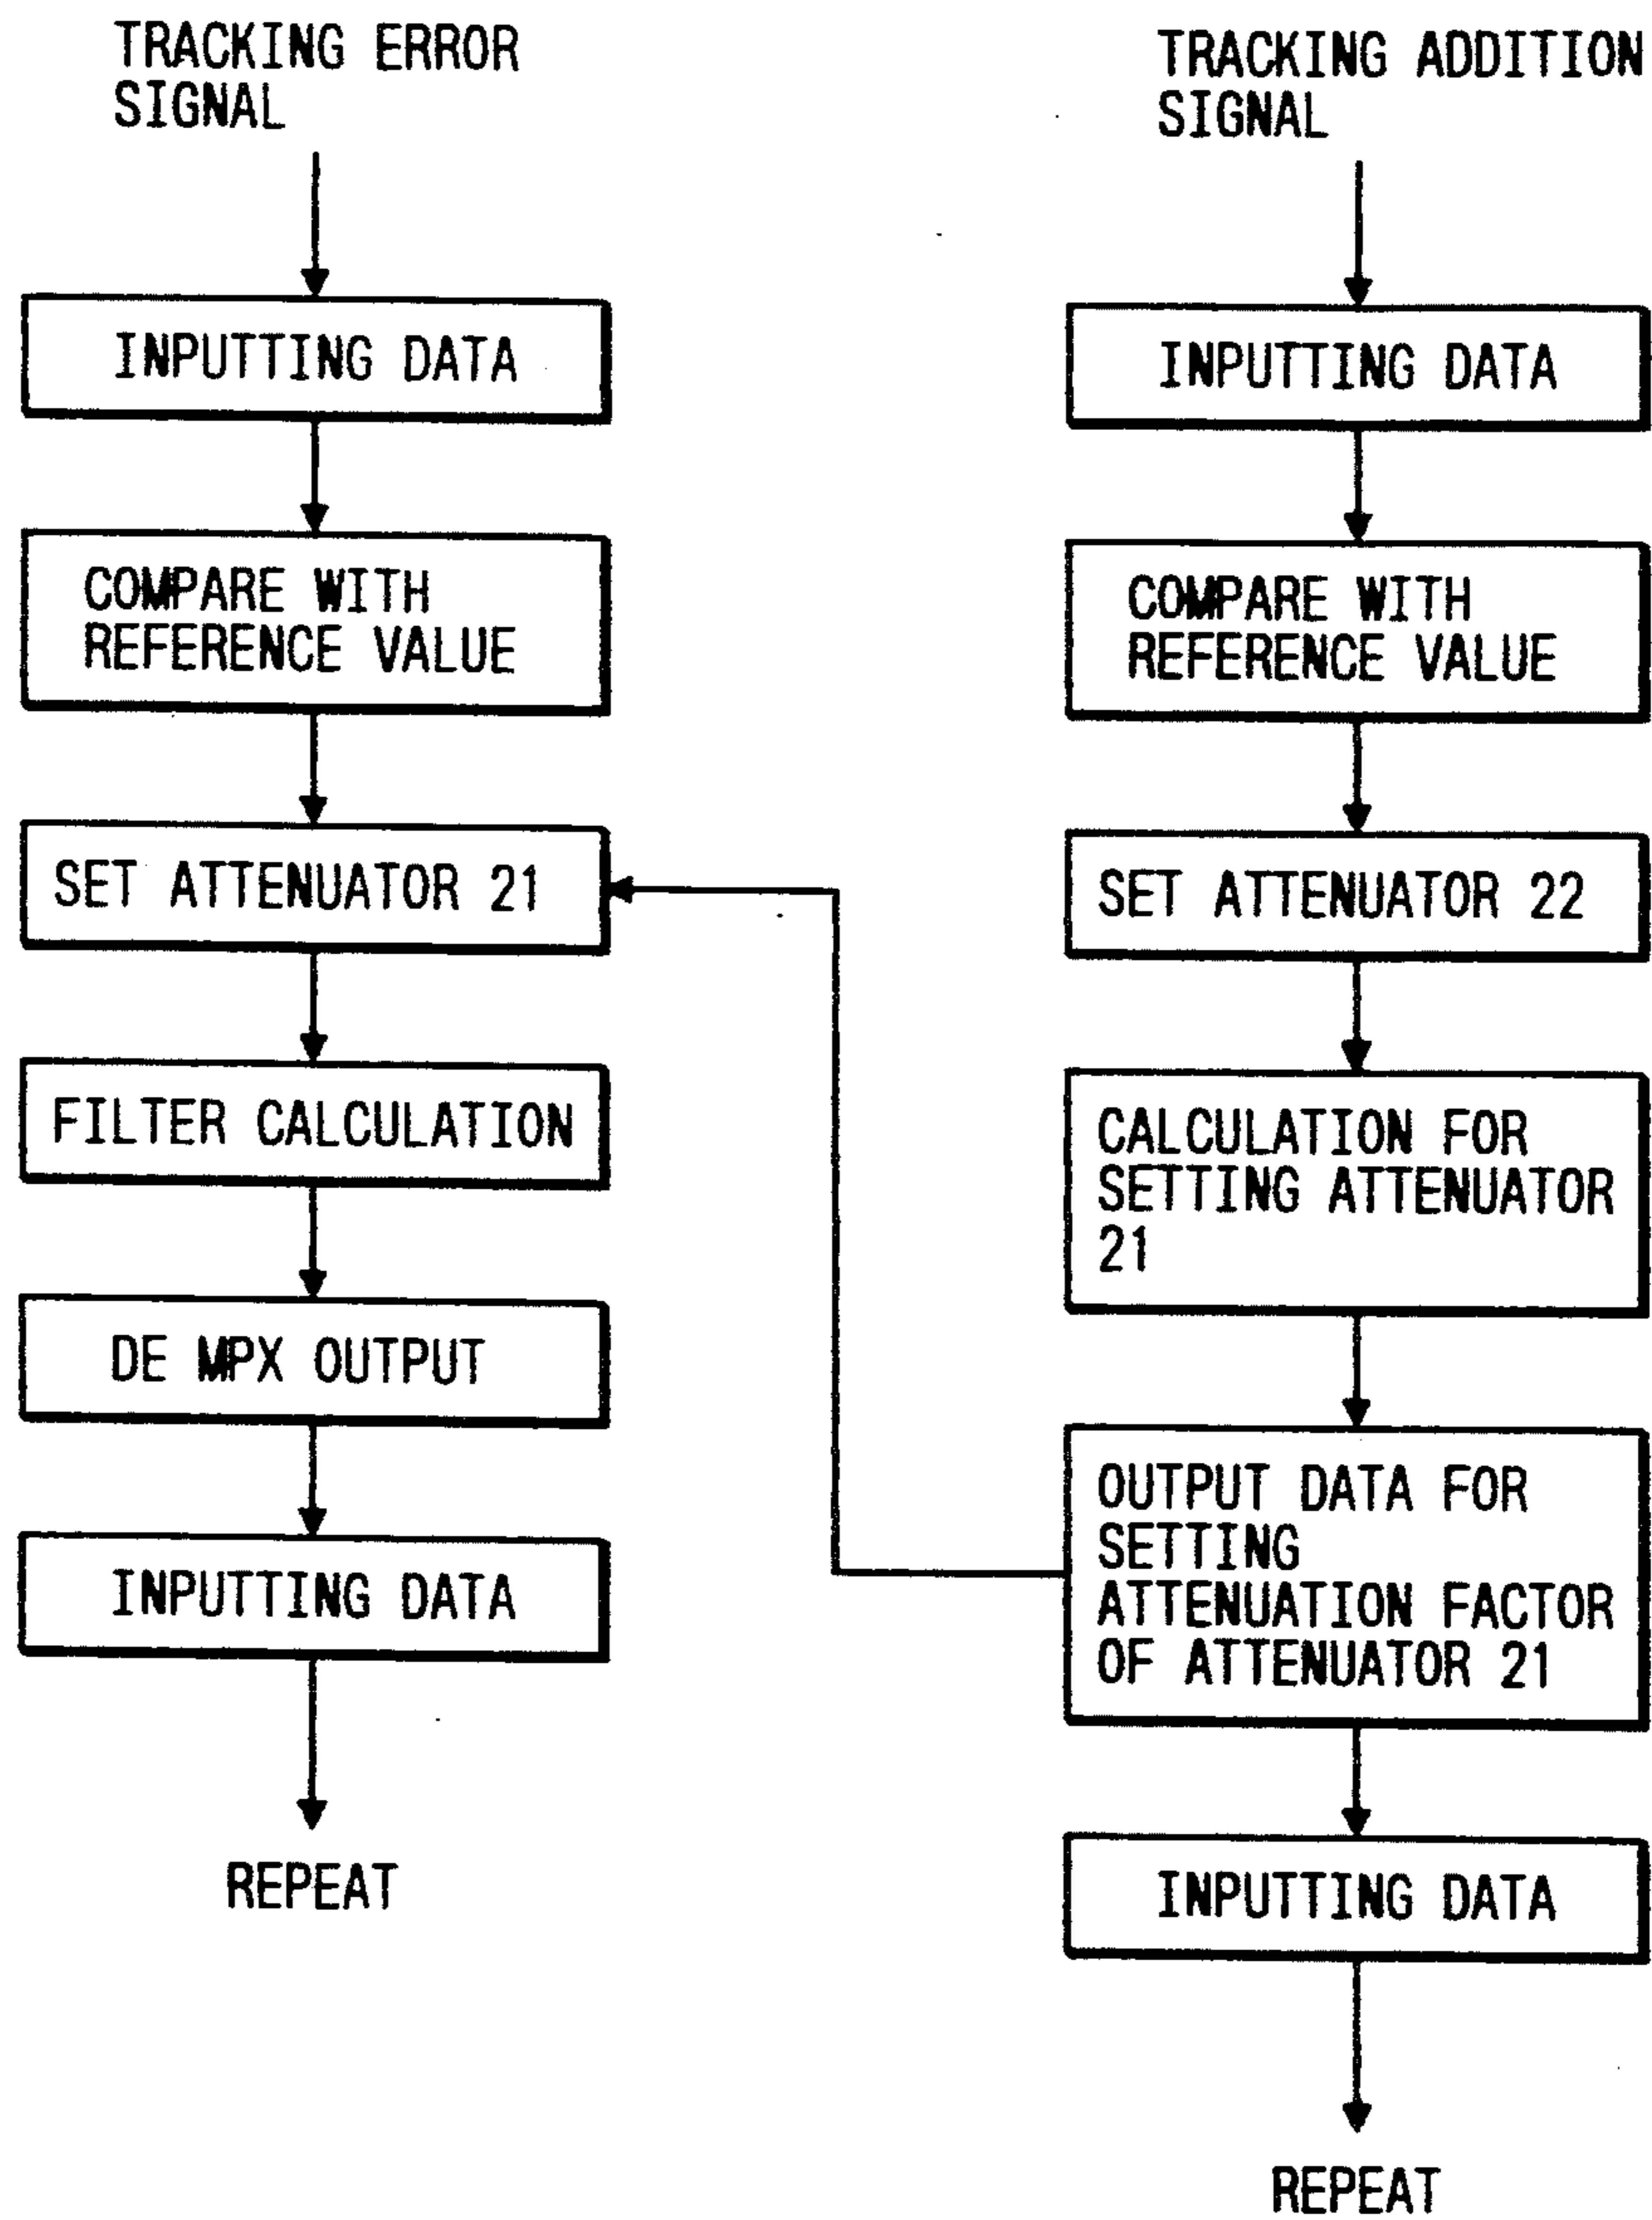 TRACKING ERROR
SIGNAL
INPUTTING DATA
COMPARE WITH
REFERENCE VALUE
SET ATTENUATOR 21
FILTER CALCULATION
DE MPX OUTPUT
INPUTTING DATA
REPEAT
TRACKING ADDITION
SIGNAL
INPUTTING DATA
COMPARE WITH
REFERENCE VALUE
SET ATTENUATOR 22
CALCULATION FOR
SETTING ATTENUATOR
21
OUTPUT DATA FOR
SETTING
ATTENUATION FACTOR
OF ATTENUATOR 21
INPUTTING DATA
REPEAT